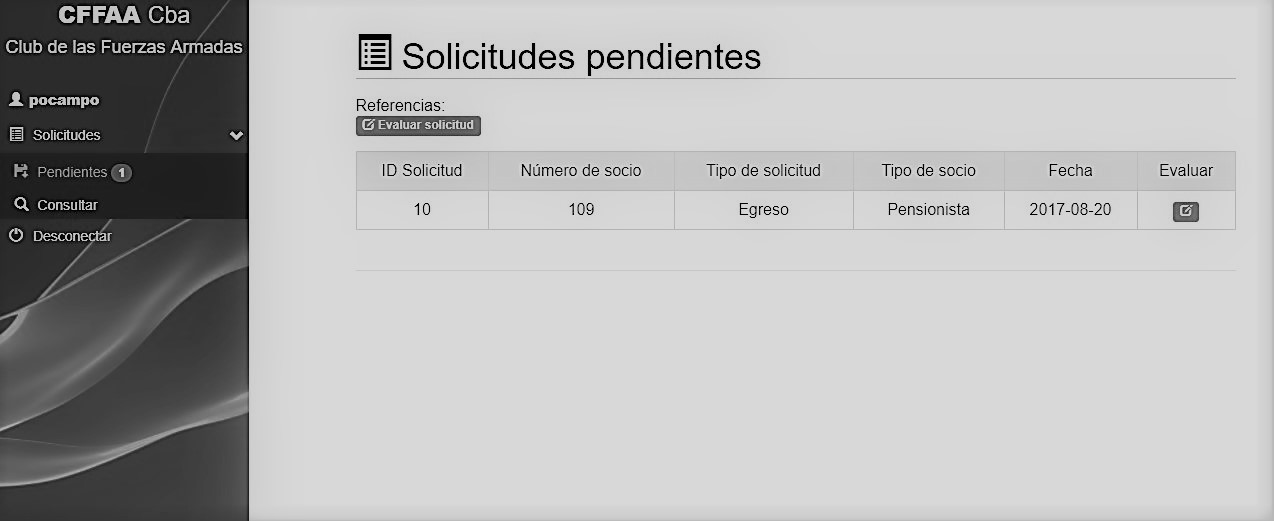 CFFAA Cba
Club de las Fuerzas Armadas
pocampo
Solicitudes
Pendientes 1
Consultar
Desconectar
Solicitudes pendientes
Referencias:
Evaluar solicitud
ID Solicitud Número de socio Tipo de solicitud Tipo de socio Fecha Evaluar
10 109 Egreso Pensionista 2017-08-20